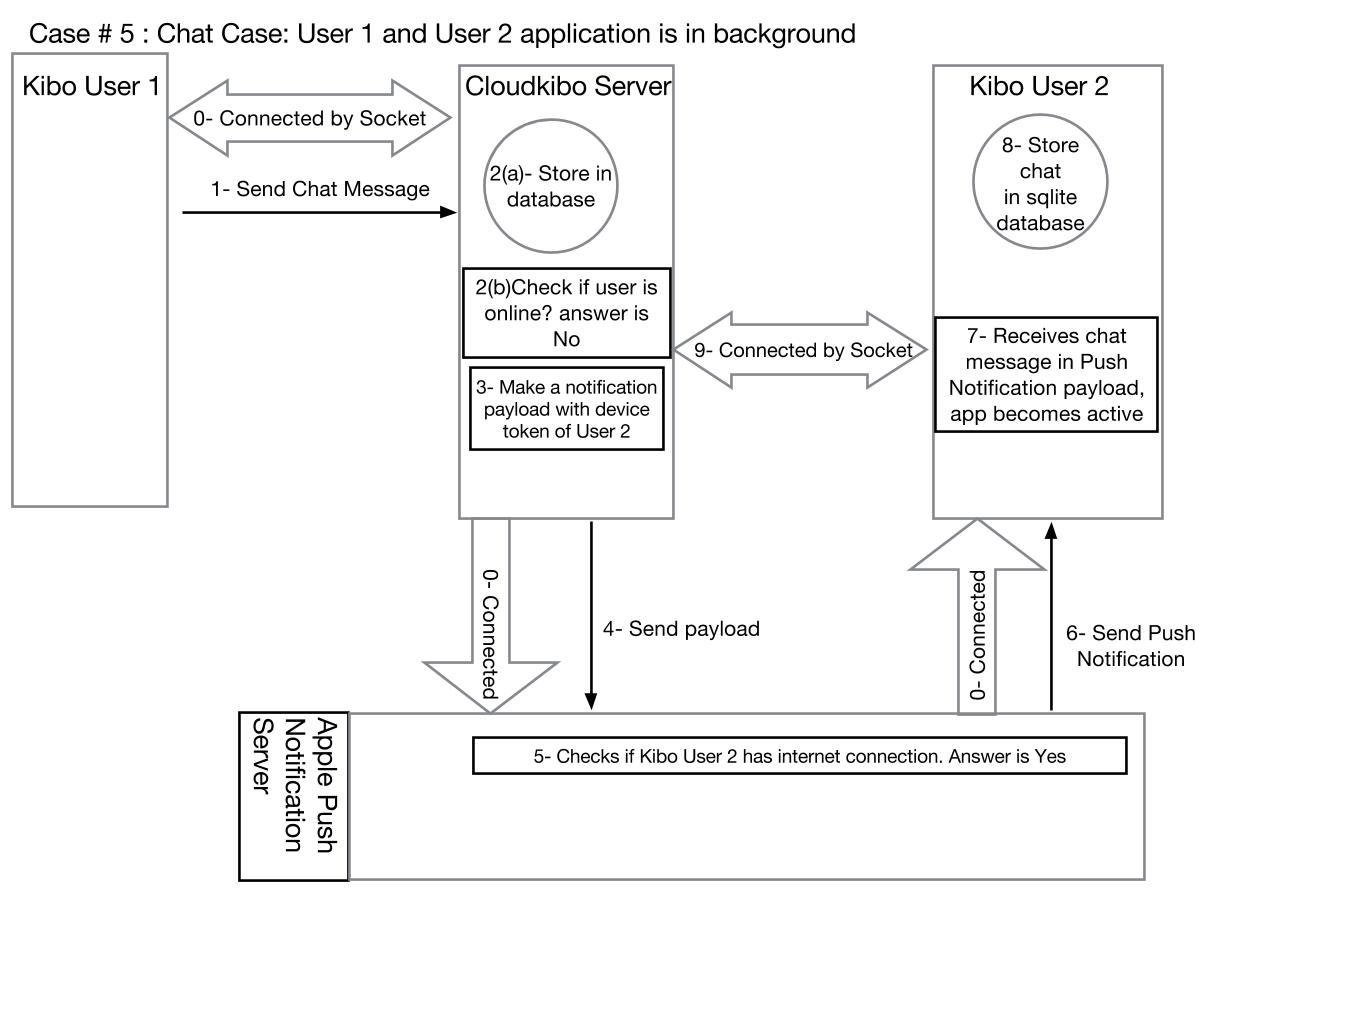 Case # 5 : Chat Case: User 1 and User 2 application is in background
Kibo User 1
0- Connected by Socket
1- Send Chat Message
Cloudkibo Server
2(a)- Store in
database
2(b)Check if user is
online? answer is
No
3- Make a notification
payload with device
token of User 2
9- Connected by Socket
Kibo User 2
8- Store
chat
in sqlite
database
7- Receives chat
message in Push
Notification payload,
app becomes active
0- Connected
4- Send payload
0- Connected
6- Send Push
Notification
Apple Push
Notification
Server
5- Checks if Kibo User 2 has internet connection. Answer is Yes